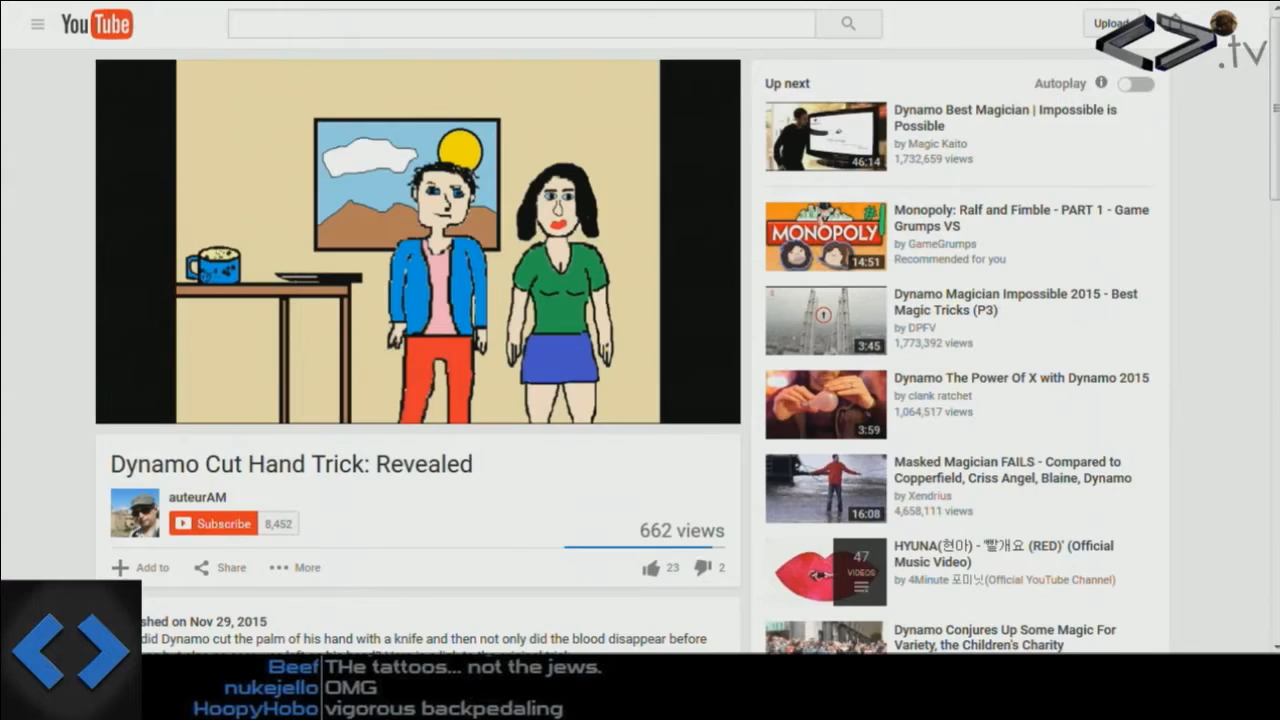 YouTube
Upload
.tv
Up next
Autoplay
Dynamo Best Magician | Impossible is
Possible
by Magic Kaito
1,732,659 views
46:14
Monopoly: Ralf and Fimble - PART 1 - Game
Grumps VS
by GameGrumps
Recommended for you
#1
MONOPOLY
14:51
Dynamo Magician Impossible 2015 - Best
Magic Tricks (P3)
by DPFV
1,773,392 views
3:45
Dynamo The Power Of X with Dynamo 2015
by clank ratchet
1,064,517 views
3:59
Masked Magician FAILS - Compared to
Copperfield, Criss Angel, Blaine, Dynamo
by Xendrius
4,658,111 views
16:08
HYUNA(현아) - '빨개요 (RED)' (Official
Music Video)
by 4Minute 포미닛(Official YouTube Channel)
47
VIDEOS
Dynamo Conjures Up Some Magic For
Variety, the Children's Charity
Dynamo Cut Hand Trick: Revealed
auteurAM
Subscribe 8,452
662 views
Add to Share More 23 2
shed on Nov 29, 2015
did Dynamo cut the palm of his hand with a knife and then not only did the blood disappear before
Beef THe tattoos... not the jews.
nukejello OMG
HoopyHobo vigorous backpedaling